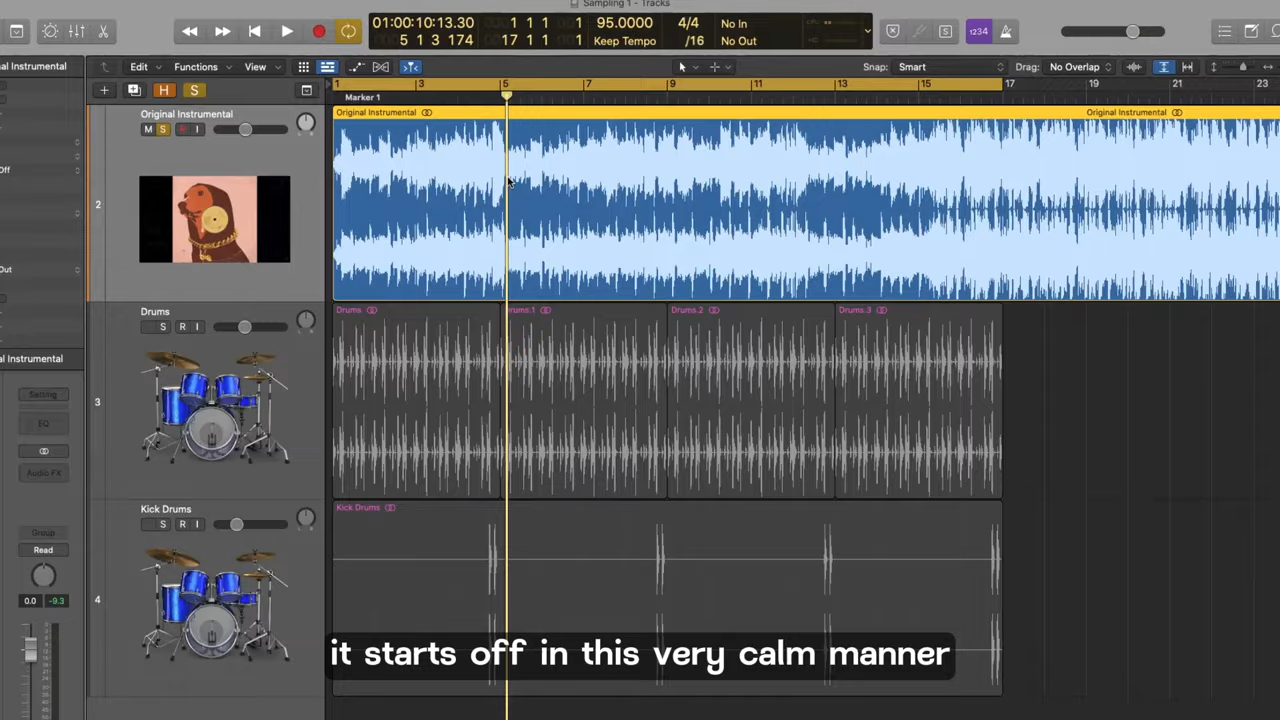 Sampling 1 - Tracks
01:00:10:13.30
5 1 3 174
1 1 1 1
17 1 1 1
95.0000
Keep Tempo
4/4
/16
No In
No Out
1234
al Instrumental
Edit
Functions
View
Snap: Smart
Drag: No Overlap
H
S
1 3 5 7 9 11 13 15 17 19 21 23
Marker 1
Original Instrumental
M S R I
2
Original Instrumental
Original Instrumental
Off
Out
Drums
S R I
3
Drums
Drums.1
Drums.2
Drums.3
al Instrumental
Setting
EQ
Audio FX
Group
Read
0.0 -9.3
Kick Drums
S R I
4
Kick Drums
it starts off in this very calm manner